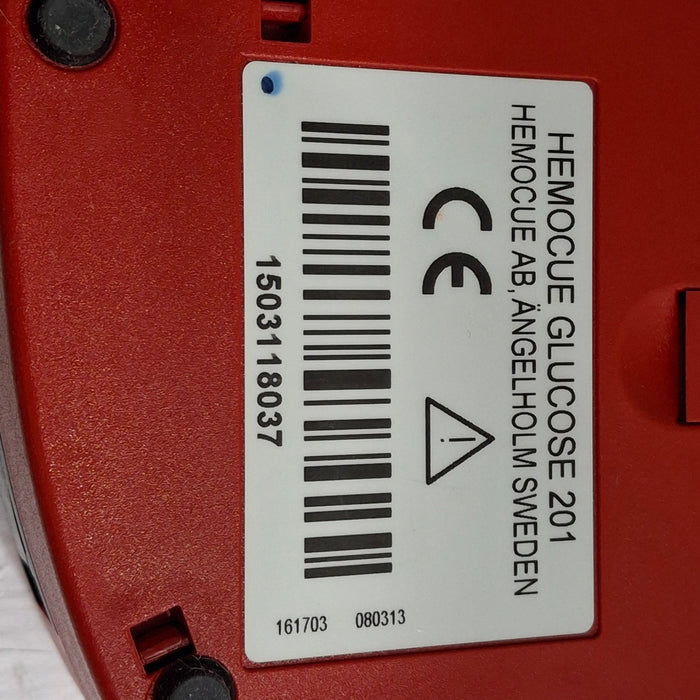 HEMOCUE GLUCOSE 201
HEMOCUE AB, ÄNGELHOLM SWEDEN
CE
!
1503118037
161703 080313